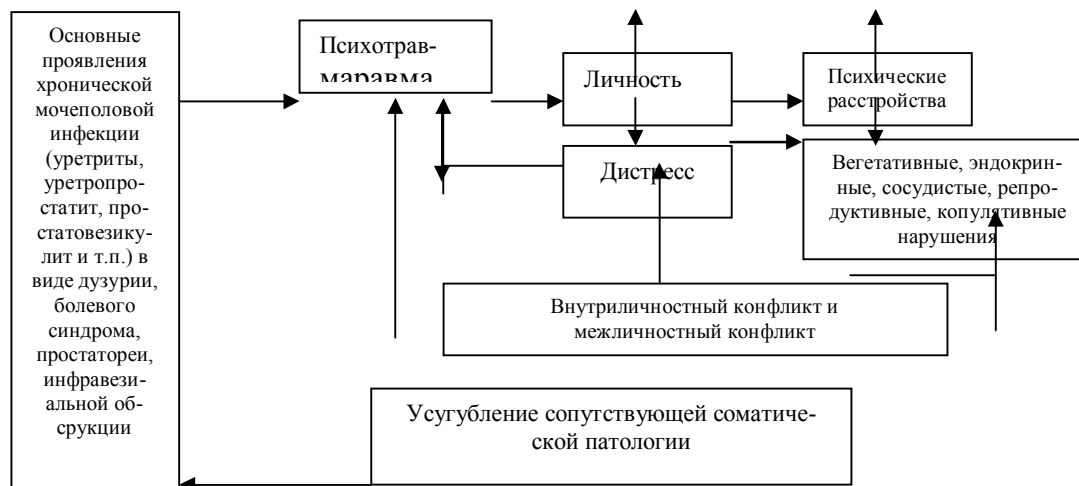 Основные
проявления
хронической
мочеполовой
инфекции
(уретриты,
уретропро-
статит, про-
статовезику-
лит и т.п.) в
виде дузурии,
болевого
синдрома,
простатореи,
инфравези-
альной об-
срукции
Психотрав-
маравма
Личность
Психические
расстройства
Дистресс
Вегетативные, эндокрин-
ные, сосудистые, репро-
дуктивные, копулятивные
нарушения
Внутриличностный конфликт и
межличностный конфликт
Усугубление сопутствующей соматиче-
ской патологии